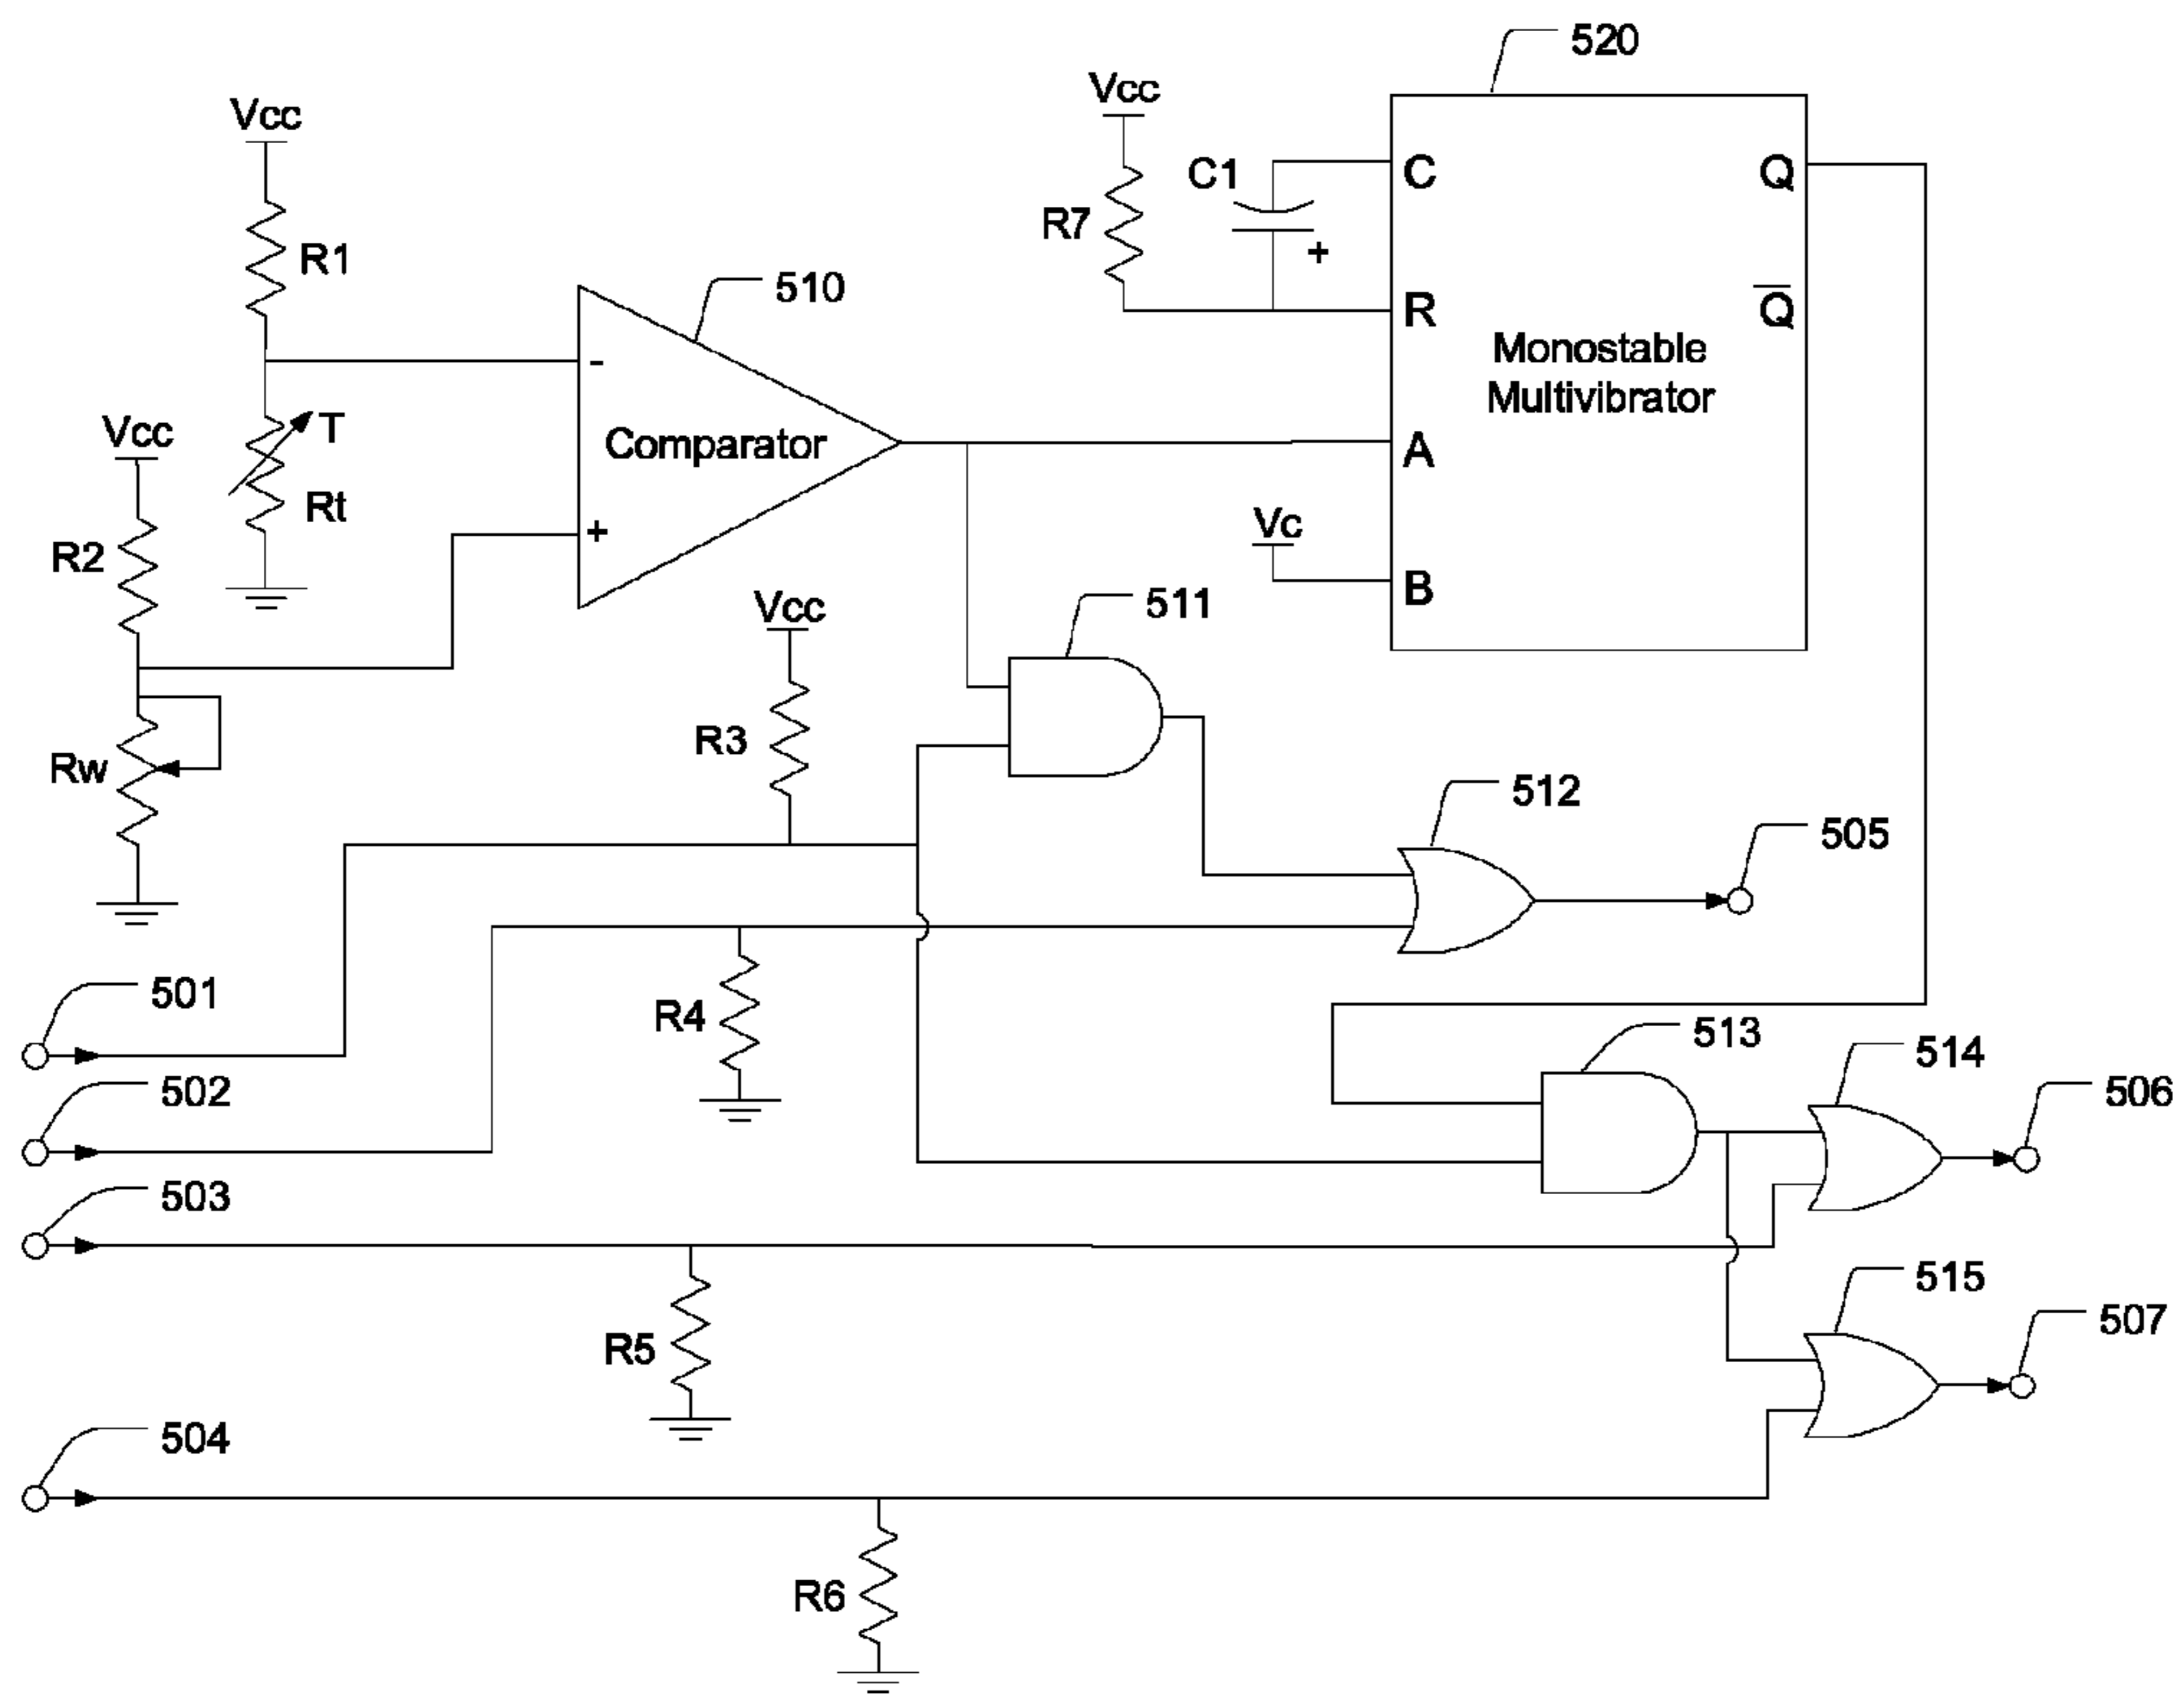 520
Vcc
Vcc
C1
C
Q
R7
R1
510
+
R
Q
Monostable
Multivibrator
-
T
Vcc
Comparator
A
Rt
Vc
+
R2
B
Vcc
511
R3
Rw
512
505
501
R4
513
514
502
506
503
515
507
R5
504
R6